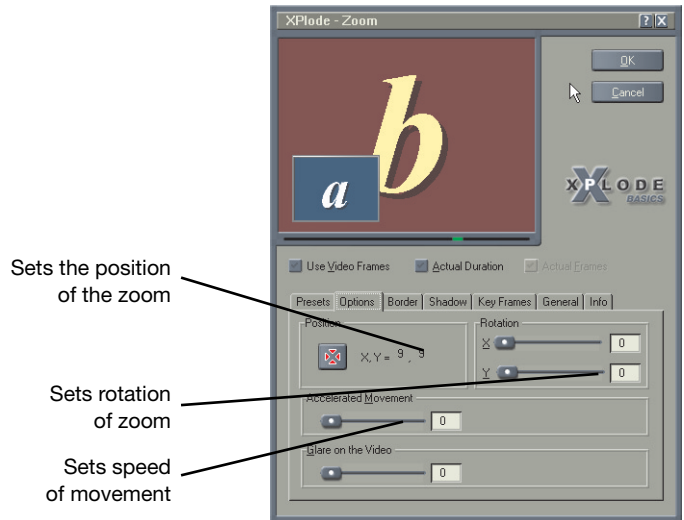 XPlode - Zoom
? X
b
a
OK
Cancel
XPLODE
BASICS
Use Video Frames Actual Duration Actual Frames
Presets Options Border Shadow Key Frames General Info
Position
X, Y = 9 , 9
Rotation
X 0
Y 0
Accelerated Movement
0
Glare on the Video
0
Sets the position
of the zoom
Sets rotation
of zoom
Sets speed
of movement